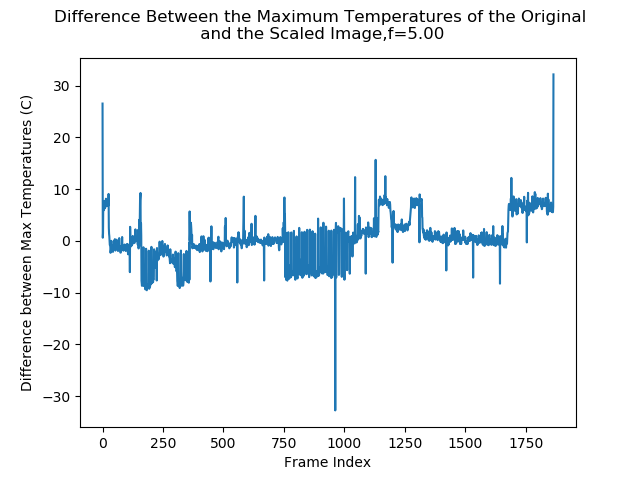 Difference Between the Maximum Temperatures of the Original
and the Scaled Image,f=5.00
Difference between Max Temperatures (C)
30
20
10
0
−10
−20
−30
0 250 500 750 1000 1250 1500 1750
Frame Index